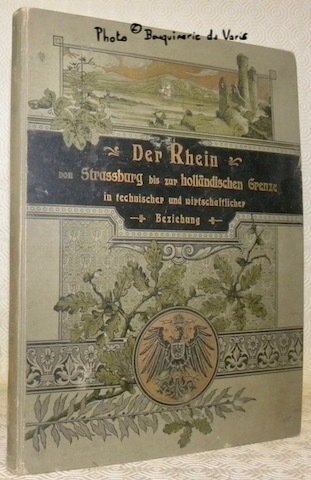 Photo © Bouquinerie du Varis
Der Rhein
von Strassburg bis zur holländischen Grenze
in technischer und wirtschaftlicher
Beziehung